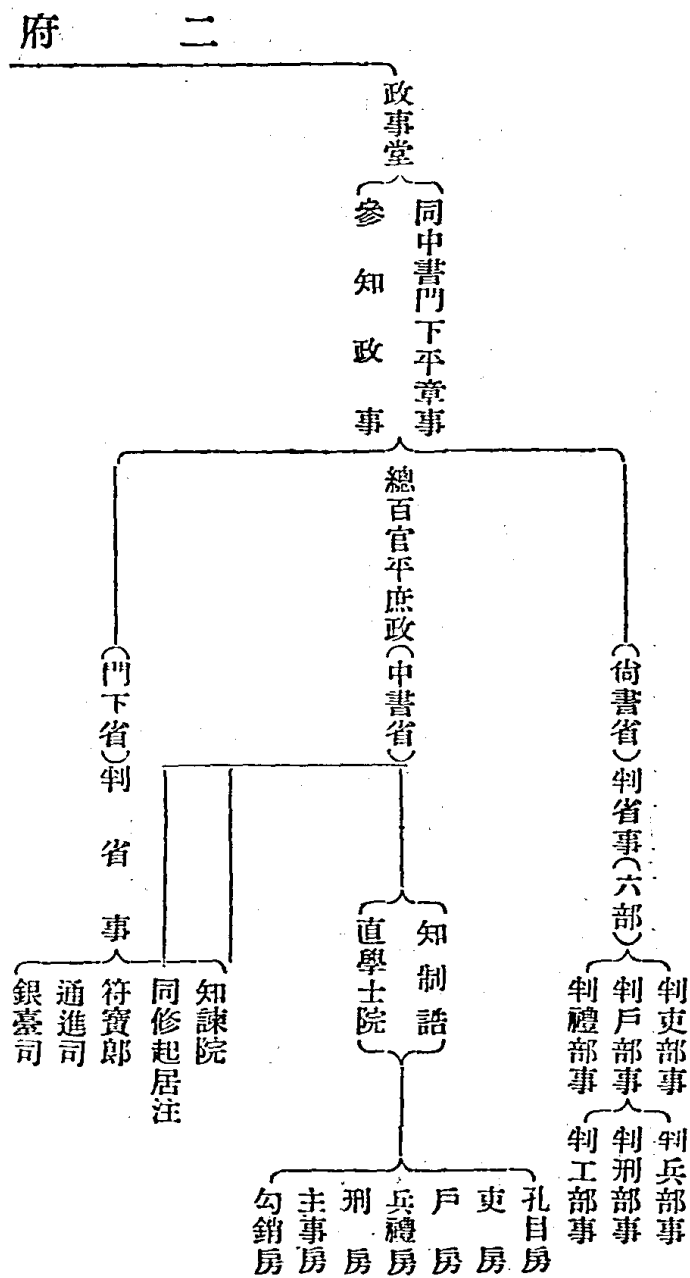 二府
政事堂
同中書門下平章事
參知政事
(尙書省)判省事(六部)
判吏部事
判戶部事
判禮部事
判兵部事
判刑部事
判工部事
總百官平庶政(中書省)
知制誥
直學士院
孔目房
吏房
戶房
兵禮房
刑房
主事房
勾銷房
(門下省)判省事
知諫院
同修起居注
符寶郞
通進司
銀臺司